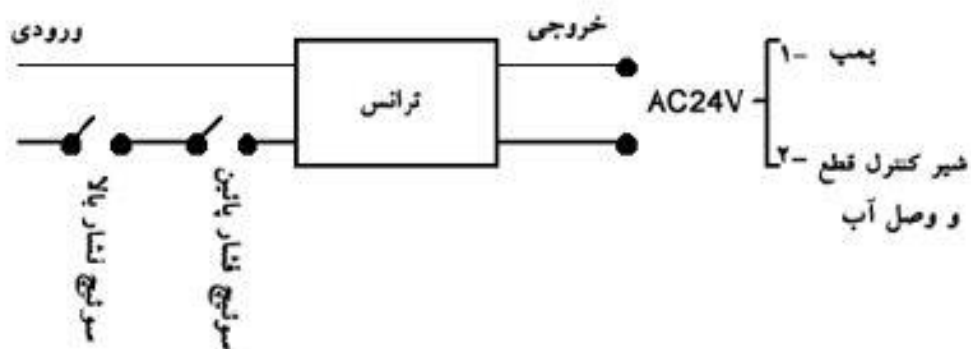 ورودی
خروجی
ترانس
AC24V
۱- پمپ
۲- شیر کنترل قطع
و وصل آب
سوئیچ فشار بالا
سوئیچ فشار پائین